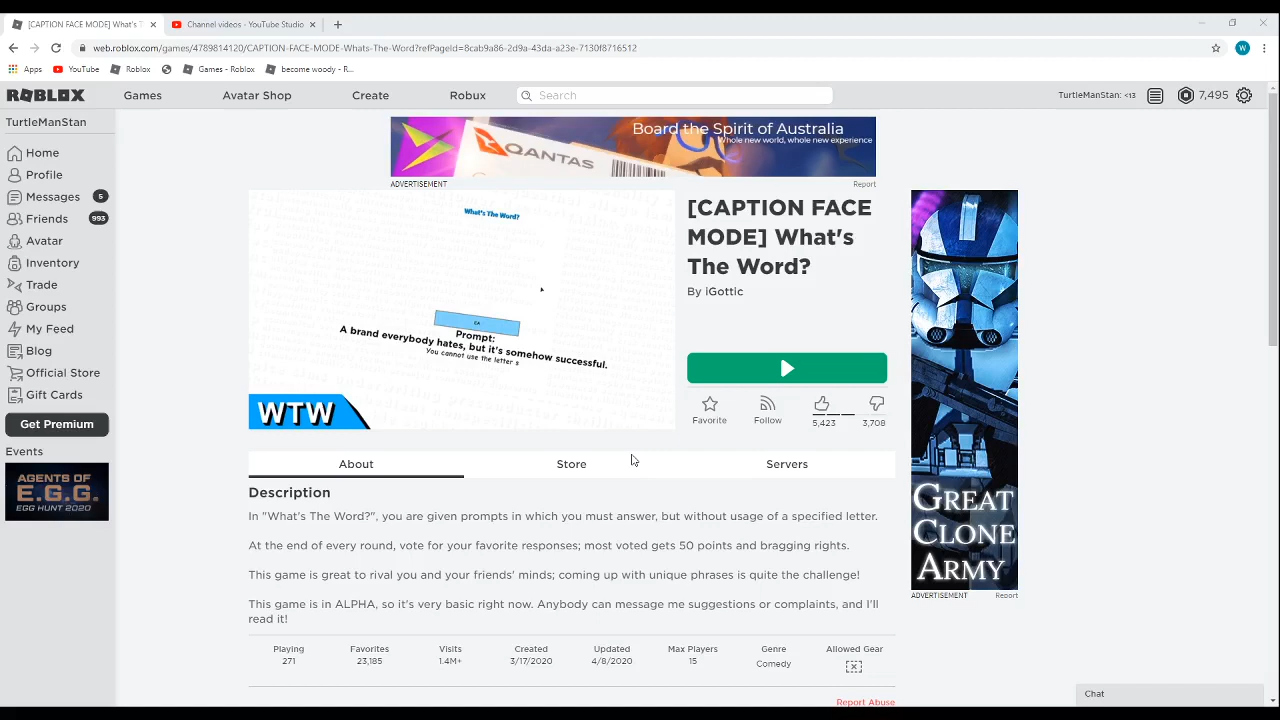 [CAPTION FACE MODE] What's T
Channel videos - YouTube Studio
web.roblox.com/games/4789814120/CAPTION-FACE-MODE-Whats-The-Word?refPageId=8cab9a86-2d9a-43da-a23e-7130f8716512
W
Apps YouTube Roblox Games - Roblox become woody - R...
ROBLOX Games Avatar Shop Create Robux Search TurtleManStan: <13 7,495
TurtleManStan
Home
Profile
Messages 5
Friends 993
Avatar
Inventory
Trade
Groups
My Feed
Blog
Official Store
Gift Cards
Get Premium
Events
AGENTS OF
E.G.G.
EGG HUNT 2020
Board the Spirit of Australia
Whole new world, whole new experience
QANTAS
ADVERTISEMENT Report
What's The Word?
Prompt:
A brand everybody hates, but it's somehow successful.
You cannot use the letter s
WTW
[CAPTION FACE
MODE] What's
The Word?
By iGottic
Favorite Follow 5,423 3,708
About Store Servers
Description
In "What's The Word?", you are given prompts in which you must answer, but without usage of a specified letter.
At the end of every round, vote for your favorite responses; most voted gets 50 points and bragging rights.
This game is great to rival you and your friends' minds; coming up with unique phrases is quite the challenge!
This game is in ALPHA, so it's very basic right now. Anybody can message me suggestions or complaints, and I'll
read it!
Playing Favorites Visits Created Updated Max Players Genre Allowed Gear
271 23,185 1.4M+ 3/17/2020 4/8/2020 15 Comedy
Report Abuse
GREAT
CLONE
ARMY
ADVERTISEMENT Report
Chat